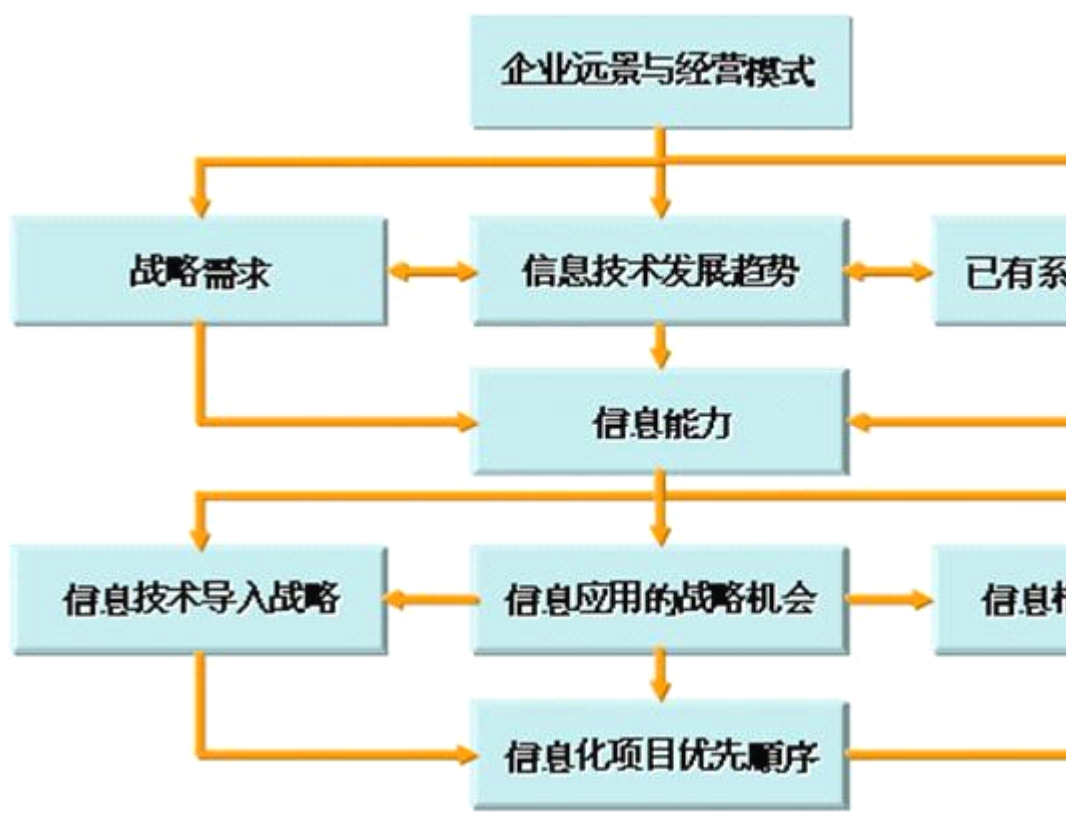 企业远景与经营模式
战略需求
信息技术发展趋势
已有系
信息能力
信息技术导入战略
信息应用的战略机会
信息
信息化项目优先顺序